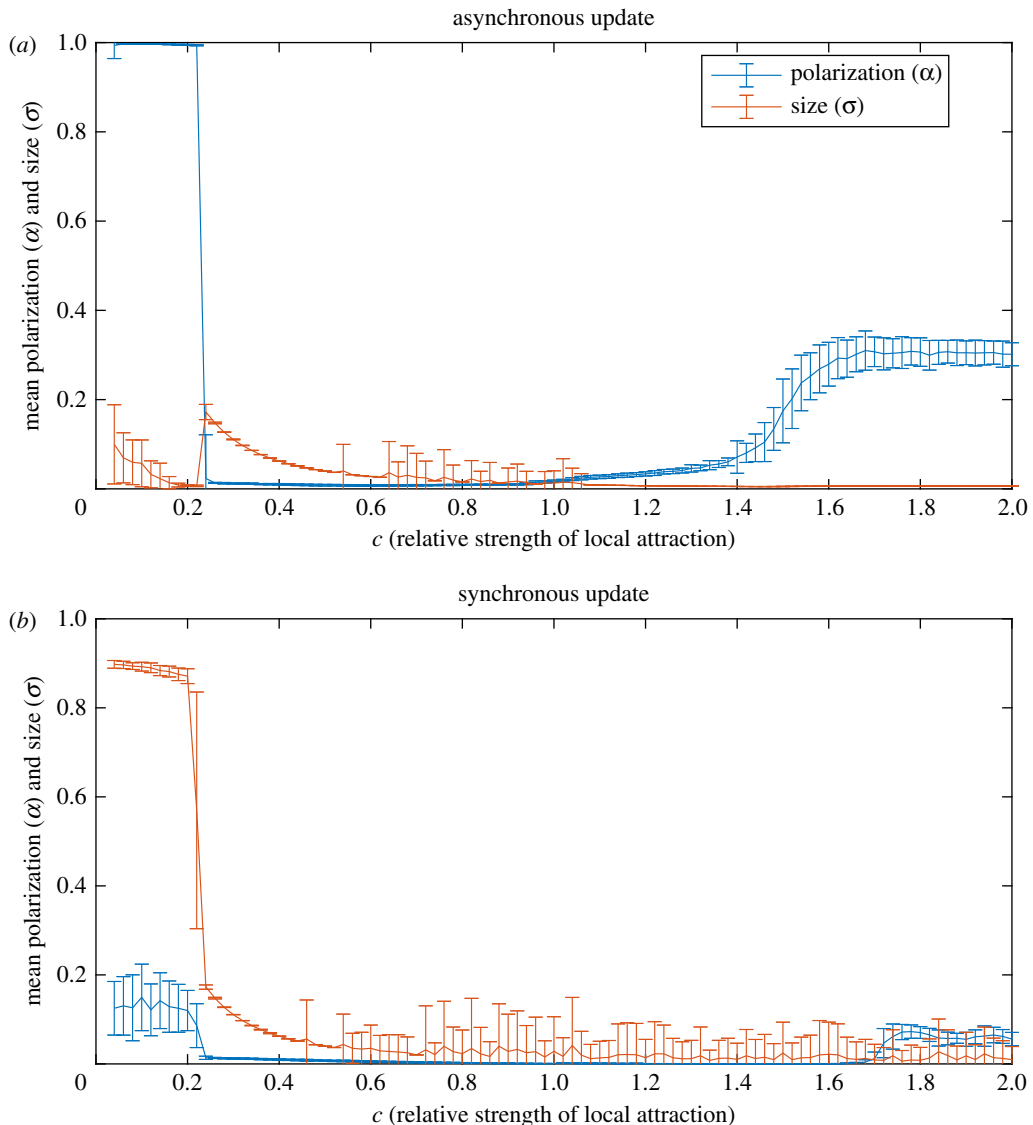 asynchronous update
(a)
1.0
0.8
0.6
0.4
0.2
mean polarization (α) and size (σ)
polarization (α)
size (σ)
0 0.2 0.4 0.6 0.8 1.0 1.2 1.4 1.6 1.8 2.0
c (relative strength of local attraction)
synchronous update
(b)
1.0
0.8
0.6
0.4
0.2
mean polarization (α) and size (σ)
0 0.2 0.4 0.6 0.8 1.0 1.2 1.4 1.6 1.8 2.0
c (relative strength of local attraction)